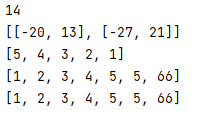 14
[[-20, 13], [-27, 21]]
[5, 4, 3, 2, 1]
[1, 2, 3, 4, 5, 5, 66]
[1, 2, 3, 4, 5, 5, 66]